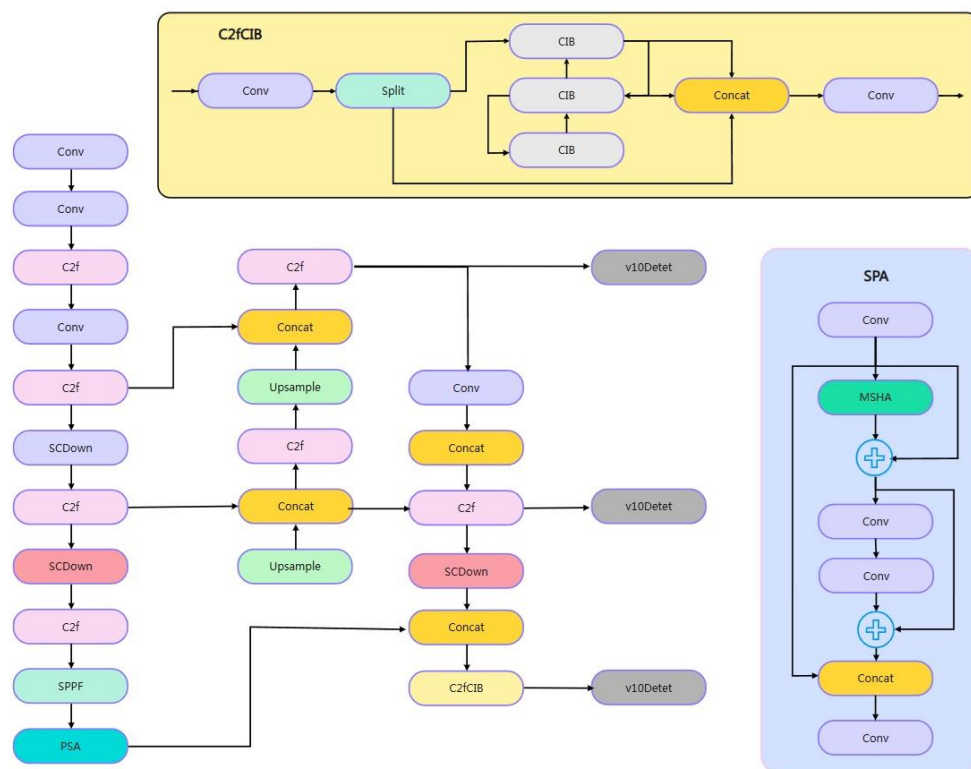 C2fCIB
CIB
Conv
Split
CIB
Concat
Conv
CIB
Conv
Conv
C2f
Conv
C2f
SCDown
C2f
SCDown
C2f
SPPF
PSA
C2f
Concat
Upsample
C2f
Concat
Upsample
Conv
Concat
C2f
SCDown
Concat
C2fCIB
v10Detet
v10Detet
v10Detet
SPA
Conv
MSHA
Conv
Conv
Concat
Conv